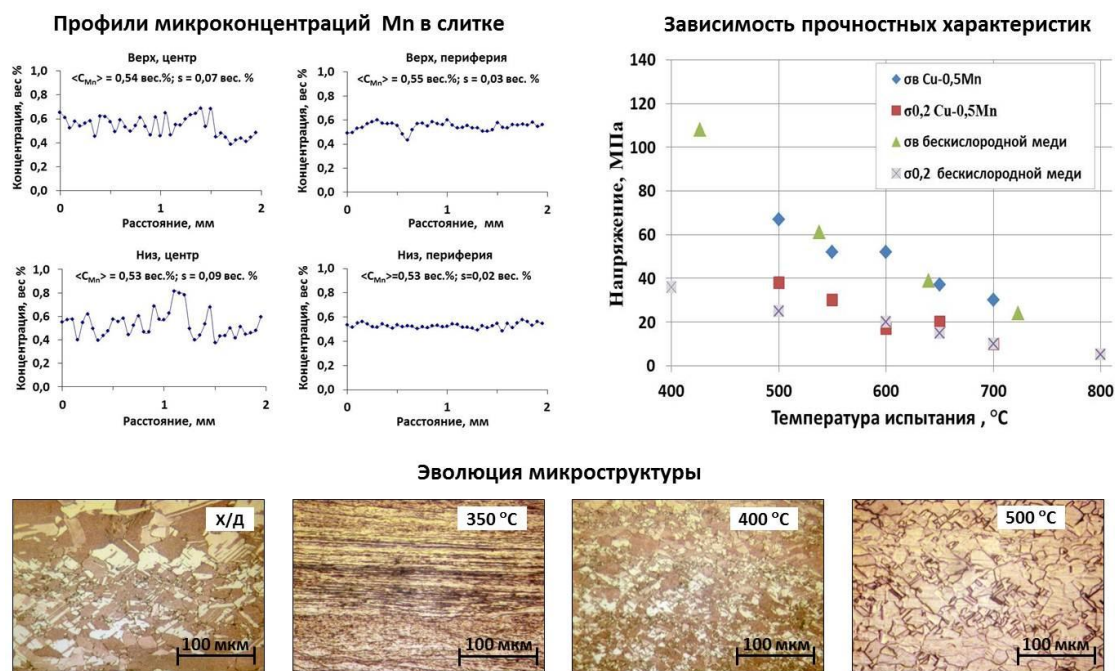 Профили микроконцентраций Mn в слитке
Верх, центр
<C_Mn> = 0,54 вес.%; s = 0,07 вес. %
Концентрация, вес %
1,0
0,8
0,6
0,4
0,2
0,0
0
1
2
Расстояние, мм
Верх, периферия
<C_Mn> = 0,55 вес.%; s = 0,03 вес. %
Концентрация, вес %
1,0
0,8
0,6
0,4
0,2
0,0
0
1
2
Расстояние, мм
Низ, центр
<C_Mn> = 0,53 вес.%; s = 0,09 вес. %
Концентрация, вес %
1,0
0,8
0,6
0,4
0,2
0,0
0
1
2
Расстояние, мм
Низ, периферия
<C_Mn>=0,53 вес.%; s=0,02 вес. %
Концентрация, вес %
1,0
0,8
0,6
0,4
0,2
0,0
0
1
2
Расстояние, мм
Зависимость прочностных характеристик
Напряжение, МПа
140
120
100
80
60
40
20
0
σв Cu-0,5Mn
σ0,2 Cu-0,5Mn
σв бескислородной меди
σ0,2 бескислородной меди
400
500
600
700
800
Температура испытания , °C
Эволюция микроструктуры
Х/Д
100 мкм
350 °C
100 мкм
400 °C
100 мкм
500 °C
100 мкм